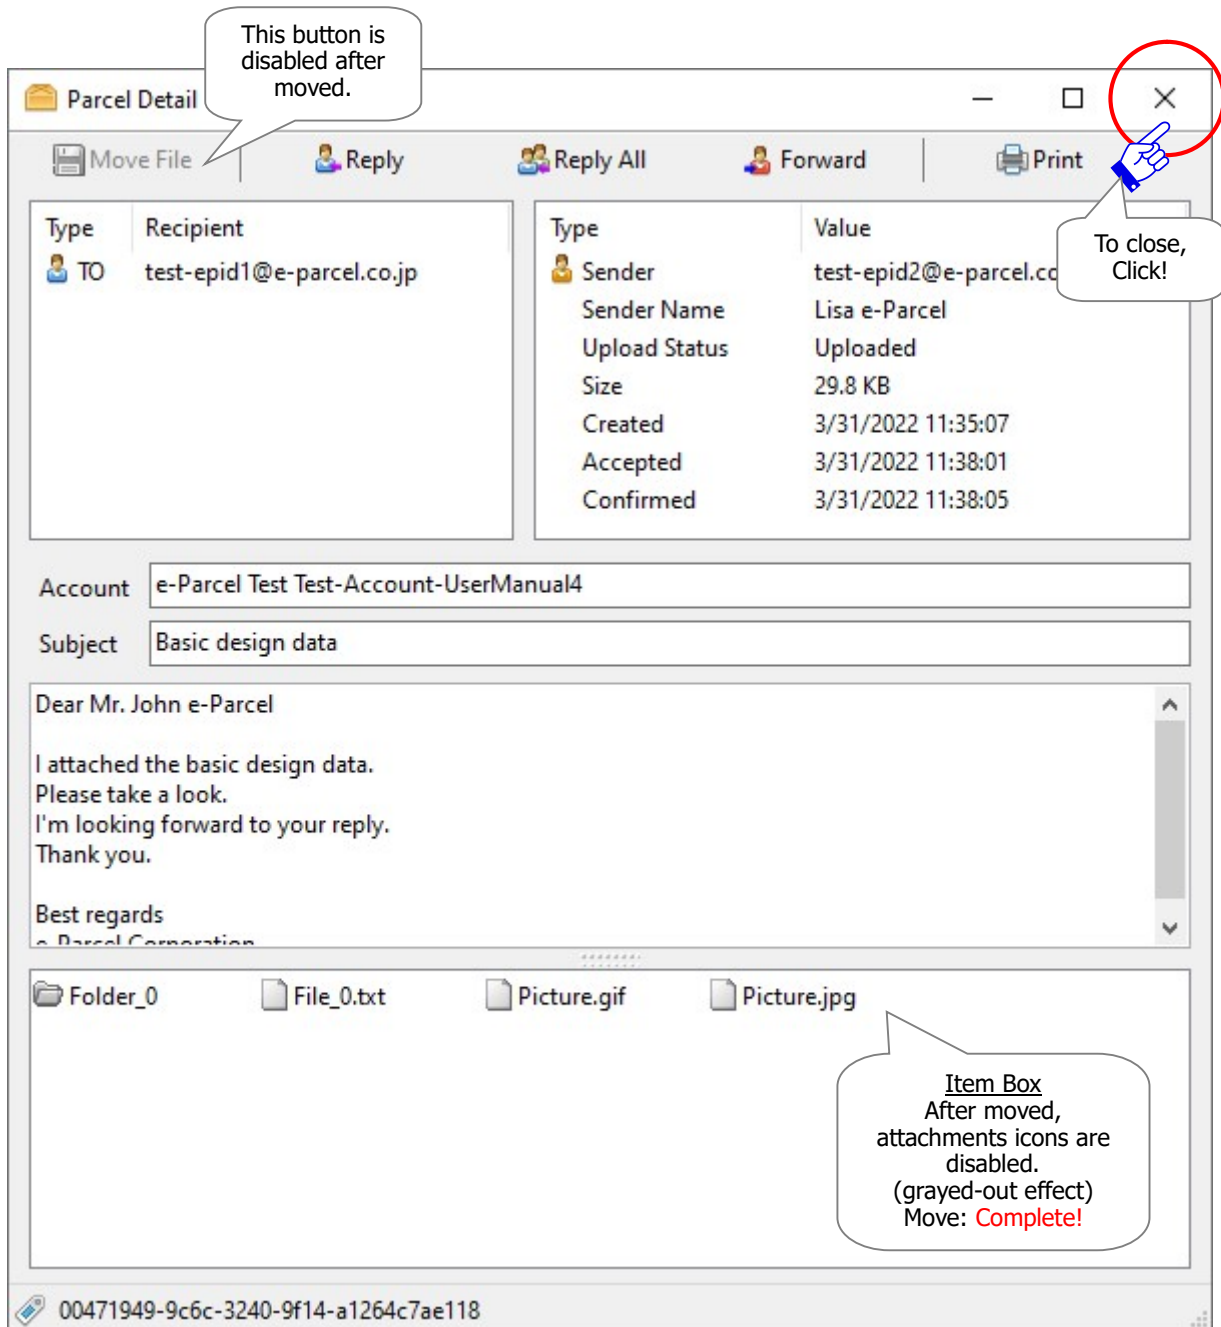 This button is
disabled after
moved.
Parcel Detail
Move File
Reply
Reply All
Forward
Print
To close,
Click!
Type Recipient
TO test-epid1@e-parcel.co.jp
Type Value
Sender test-epid2@e-parcel.co
Sender Name Lisa e-Parcel
Upload Status Uploaded
Size 29.8 KB
Created 3/31/2022 11:35:07
Accepted 3/31/2022 11:38:01
Confirmed 3/31/2022 11:38:05
Account e-Parcel Test Test-Account-UserManual4
Subject Basic design data
Dear Mr. John e-Parcel
I attached the basic design data.
Please take a look.
I'm looking forward to your reply.
Thank you.
Best regards
e-Parcel Corporation
Folder_0
File_0.txt
Picture.gif
Picture.jpg
Item Box
After moved,
attachments icons are
disabled.
(grayed-out effect)
Move: Complete!
00471949-9c6c-3240-9f14-a1264c7ae118